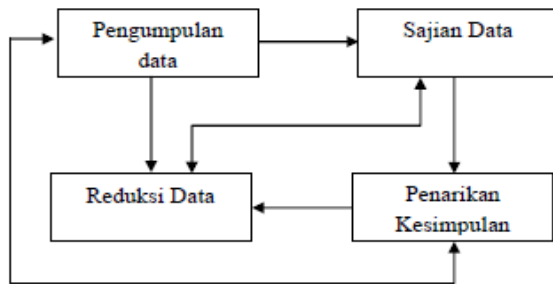 Pengumpulan
data
Sajian Data
Reduksi Data
Penarikan
Kesimpulan